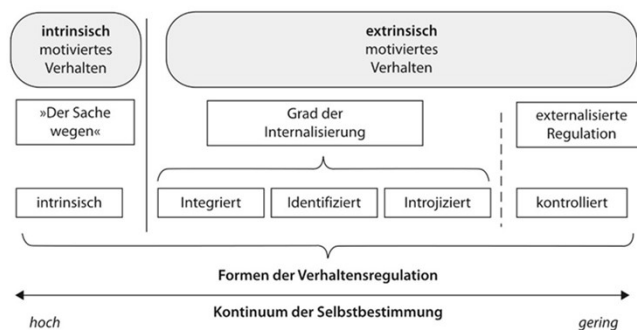 intrinsisch
motiviertes
Verhalten
extrinsisch
motiviertes
Verhalten
»Der Sache
wegen«
Grad der
Internalisierung
externalisierte
Regulation
intrinsisch
Integriert
Identifiziert
Introjiziert
kontrolliert
Formen der Verhaltensregulation
Kontinuum der Selbstbestimmung
hoch
gering